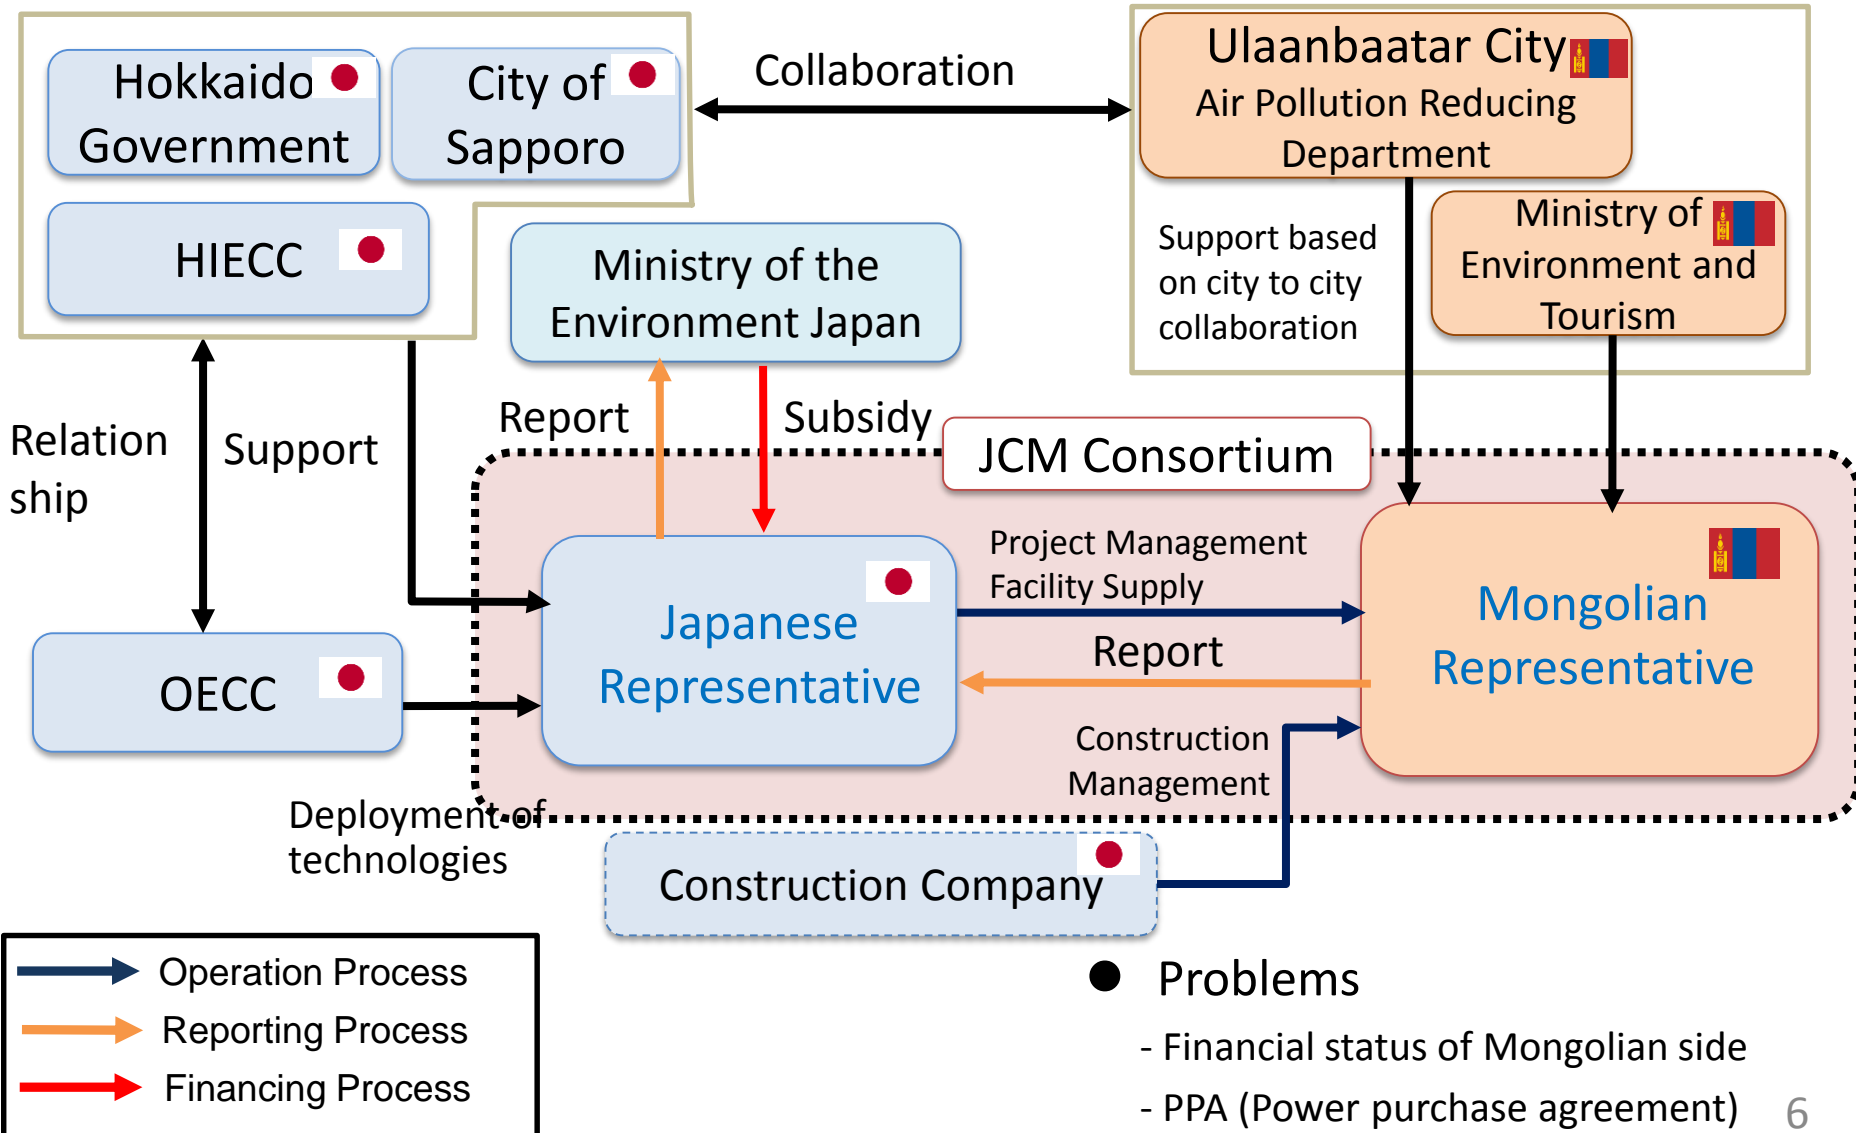 Hokkaido
Government
City of
Sapporo
HIECC
Collaboration
Ulaanbaatar City
Air Pollution Reducing
Department
Ministry of
Environment and
Tourism
Support based
on city to city
collaboration
Ministry of the
Environment Japan
Relation
ship
Support
Report
Subsidy
JCM Consortium
OECC
Japanese
Representative
Project Management
Facility Supply
Report
Mongolian
Representative
Construction
Management
Deployment of
technologies
Construction Company
Operation Process
Reporting Process
Financing Process
● Problems
- Financial status of Mongolian side
- PPA (Power purchase agreement)
6